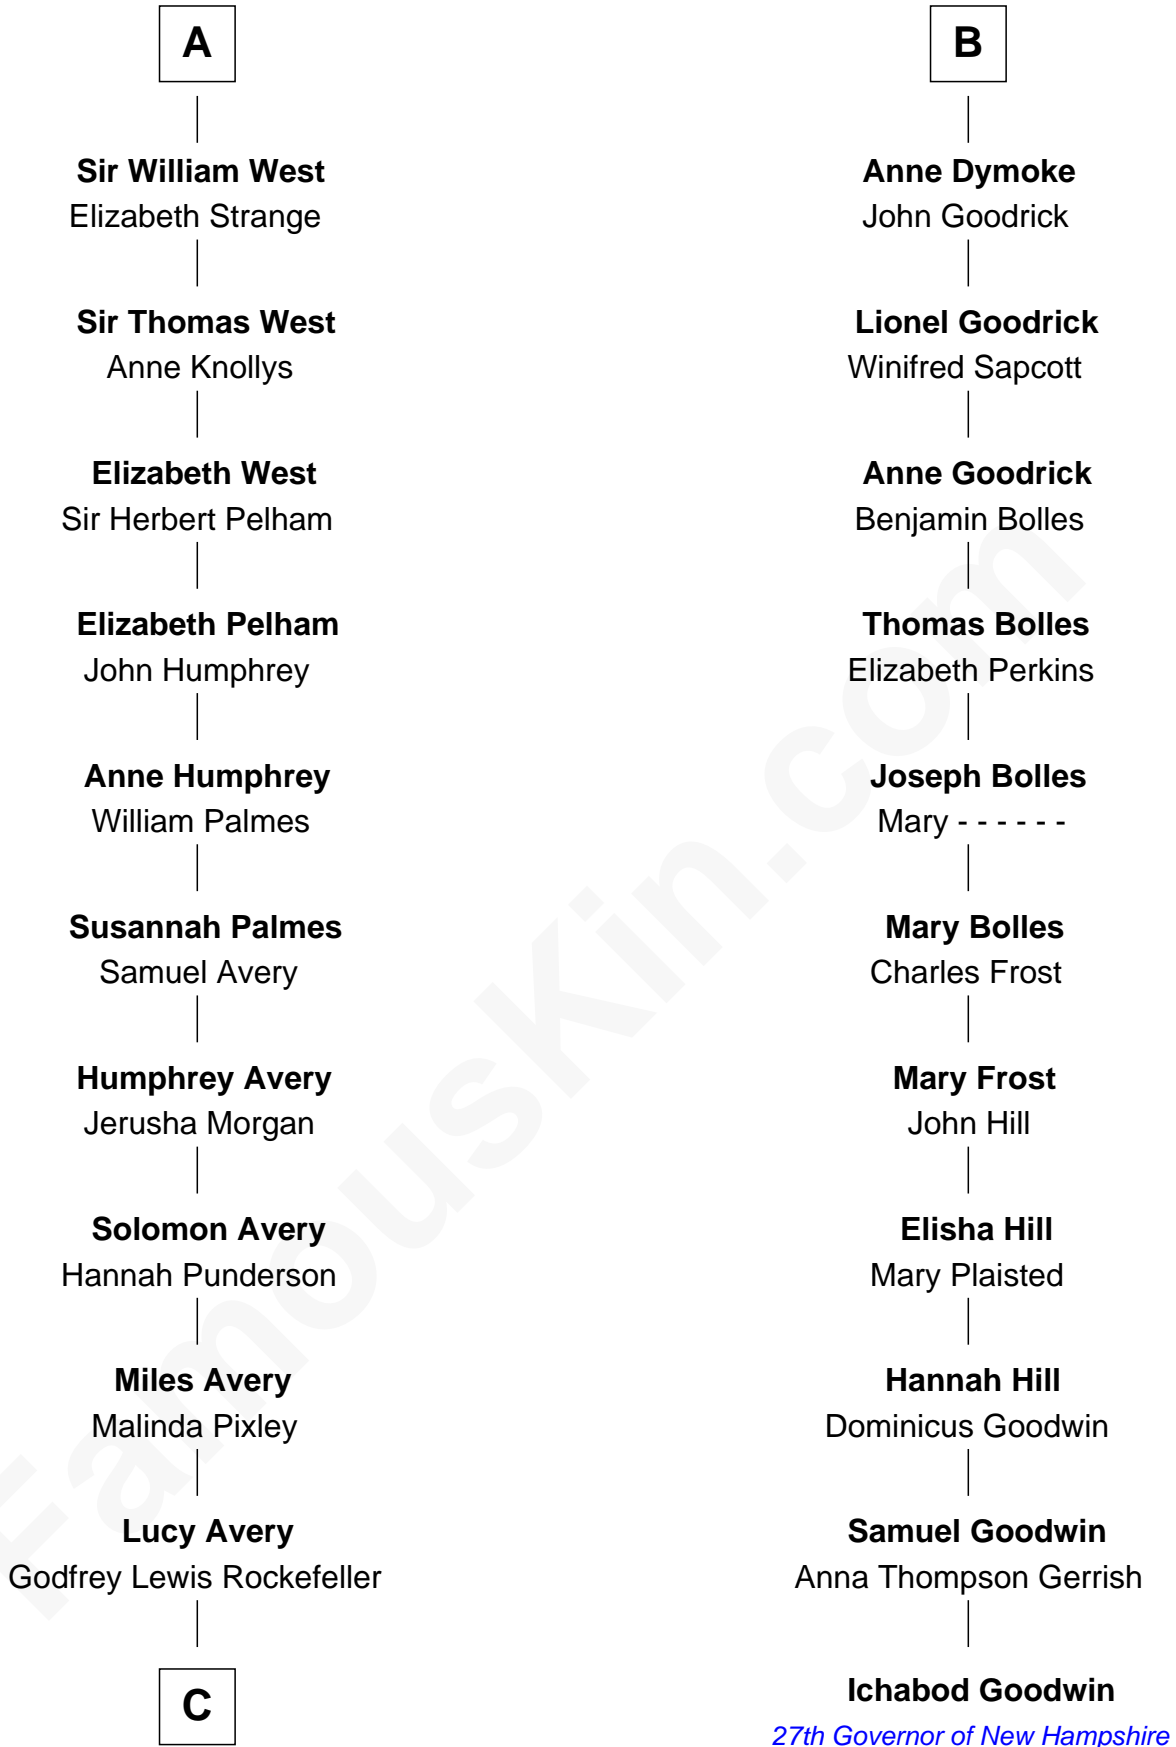 A
Sir William West
Elizabeth Strange
Sir Thomas West
Anne Knollys
Elizabeth West
Sir Herbert Pelham
Elizabeth Pelham
John Humphrey
Anne Humphrey
William Palmes
Susannah Palmes
Samuel Avery
Humphrey Avery
Jerusha Morgan
Solomon Avery
Hannah Punderson
Miles Avery
Malinda Pixley
Lucy Avery
Godfrey Lewis Rockefeller
C
B
Anne Dymoke
John Goodrick
Lionel Goodrick
Winifred Sapcott
Anne Goodrick
Benjamin Bolles
Thomas Bolles
Elizabeth Perkins
Joseph Bolles
Mary - - - - - -
Mary Bolles
Charles Frost
Mary Frost
John Hill
Elisha Hill
Mary Plaisted
Hannah Hill
Dominicus Goodwin
Samuel Goodwin
Anna Thompson Gerrish
Ichabod Goodwin
27th Governor of New Hampshire
FamousKin.com